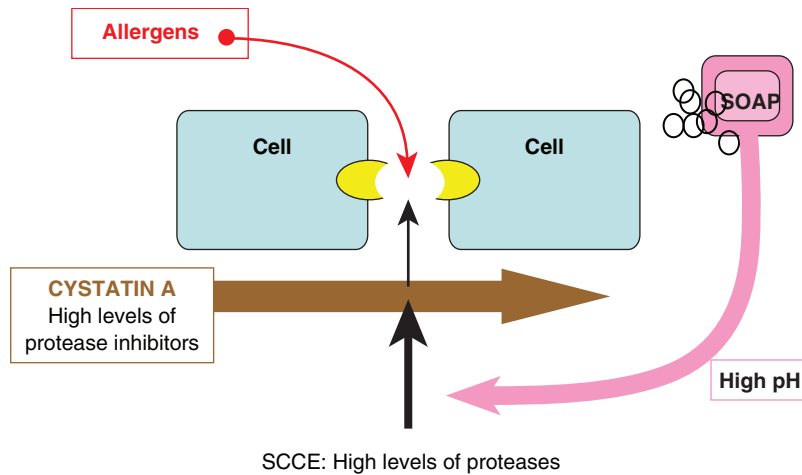 Allergens
SOAP
Cell
Cell
CYSTATIN A
High levels of
protease inhibitors
High pH
SCCE: High levels of proteases